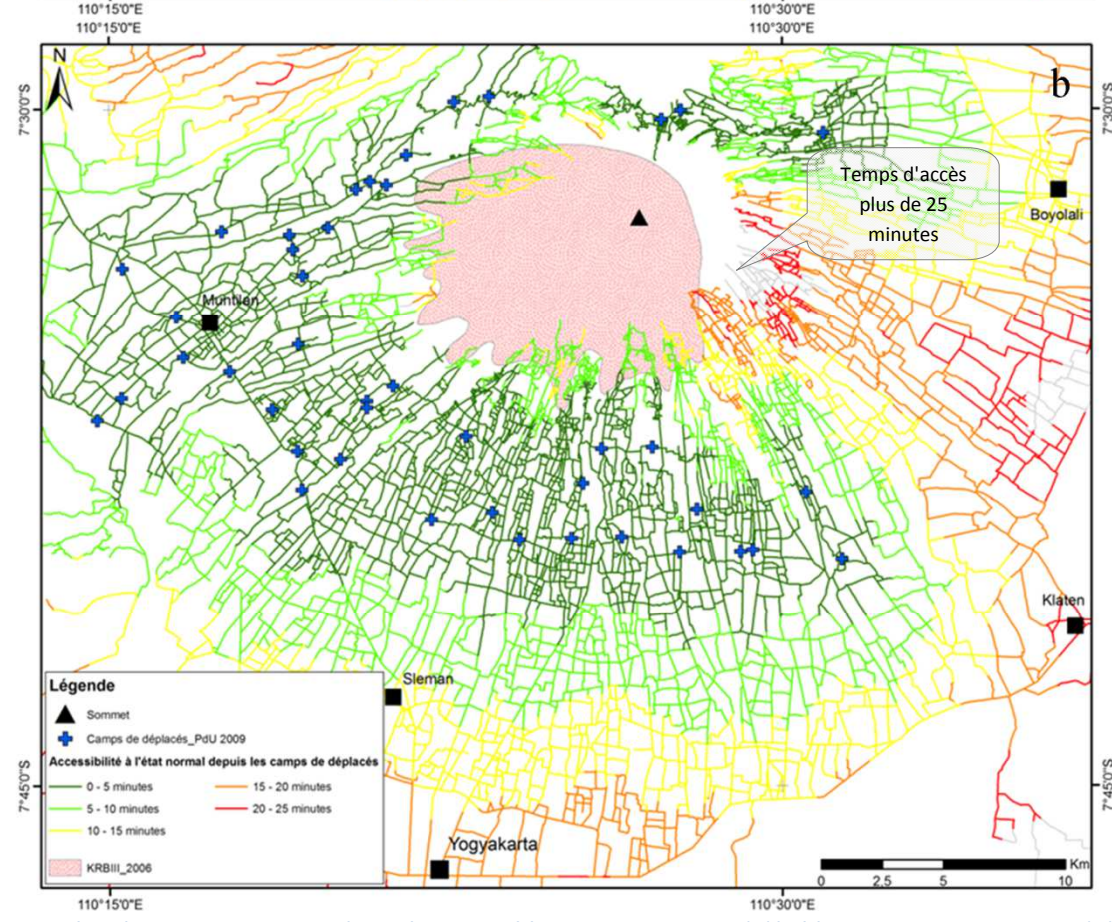 110°15'0"E 110°30'0"E
110°15'0"E 110°30'0"E
N
b
7°30'0"S 7°30'0"S
Temps d'accès
plus de 25
minutes
Boyolali
Muntilan
Klaten
Sleman
7°45'0"S 7°45'0"S
Légende
Sommet
Camps de déplacés_PdU 2009
Accessibilité à l'état normal depuis les camps de déplacés
0 - 5 minutes 15 - 20 minutes
5 - 10 minutes 20 - 25 minutes
10 - 15 minutes
KRBIII_2006
Yogyakarta
Km
0 2,5 5 10
110°15'0"E 110°30'0"E